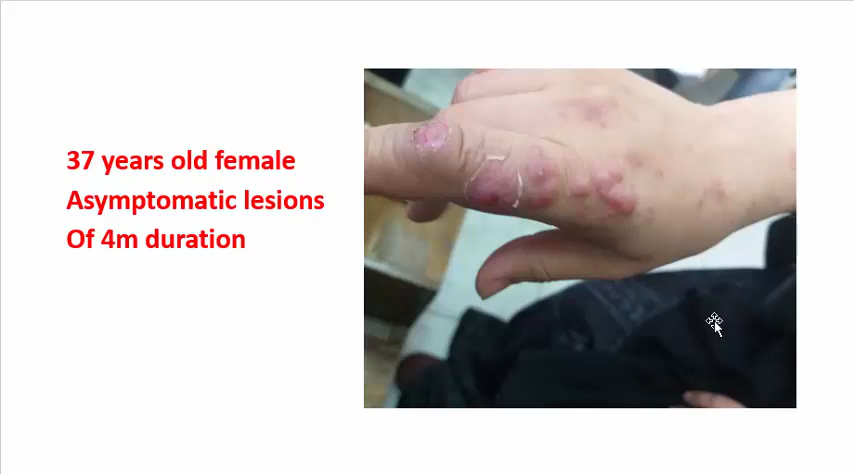 37 years old female
Asymptomatic lesions
Of 4m duration